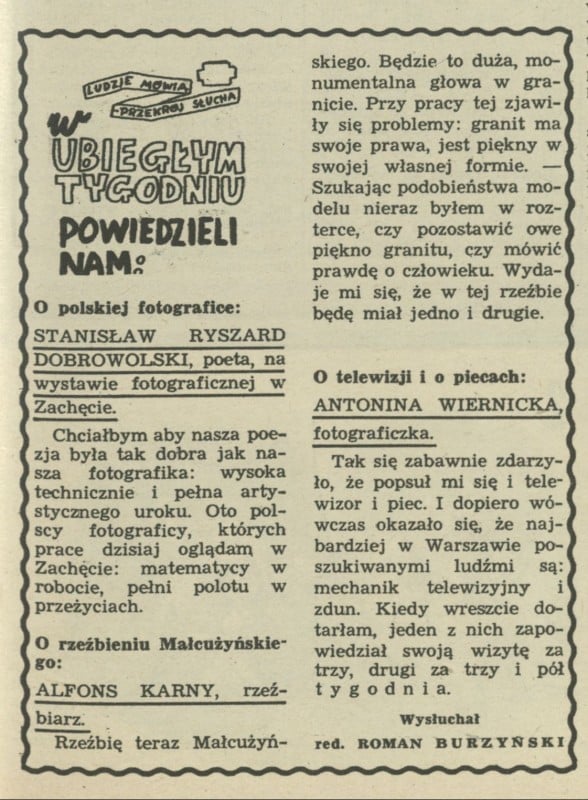 LUDZIE MÓWIĄ
-PRZEKRÓJ SŁUCHA
W
UBIEGŁYM
TYGODNIU
POWIEDZIELI
NAM:
O polskiej fotografice:
STANISŁAW RYSZARD
DOBROWOLSKI, poeta, na
wystawie fotograficznej w
Zachęcie.
Chciałbym aby nasza poe-
zja była tak dobra jak na-
sza fotografika: wysoka
technicznie i pełna arty-
stycznego uroku. Oto pol-
scy fotograficy, których
prace dzisiaj oglądam w
Zachęcie: matematycy w
robocie, pełni polotu w
przeżyciach.
O rzeźbieniu Małcużyńskie-
go:
ALFONS KARNY, rzeź-
biarz.
Rzeźbię teraz Małcużyń-
skiego. Będzie to duża, mo-
numentalna głowa w gra-
nicie. Przy pracy tej zjawi-
ły się problemy: granit ma
swoje prawa, jest piękny w
swojej własnej formie. —
Szukając podobieństwa mo-
delu nieraz byłem w roz-
terce, czy pozostawić owe
piękno granitu, czy mówić
prawdę o człowieku. Wyda-
je mi się, że w tej rzeźbie
będę miał jedno i drugie.
O telewizji i o piecach:
ANTONINA WIERNICKA,
fotograficzka.
Tak się zabawnie zdarzy-
ło, że popsuł mi się i tele-
wizor i piec. I dopiero wó-
wczas okazało się, że naj-
bardziej w Warszawie po-
szukiwanymi ludźmi są:
mechanik telewizyjny i
zdun. Kiedy wreszcie do-
tarłam, jeden z nich zapo-
wiedział swoją wizytę za
trzy, drugi za trzy i pół
tygodnia.
Wysłuchał
red. ROMAN BURZYŃSKI